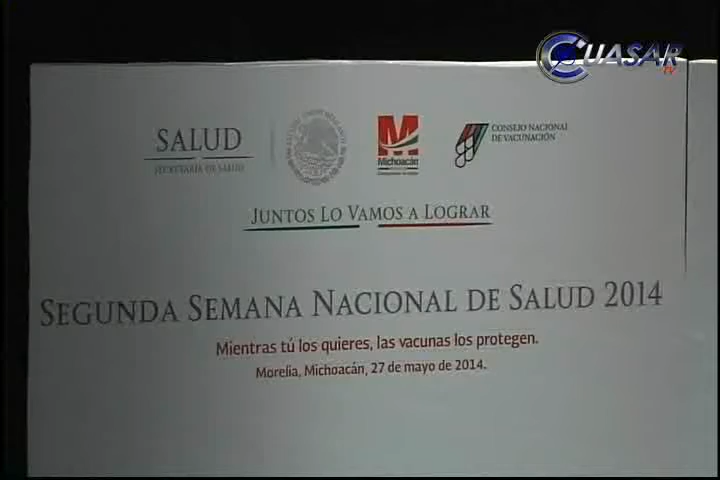 CUASAR
TV
SALUD
SECRETARÍA DE SALUD
Michoacán
CONSEJO NACIONAL
DE VACUNACIÓN
JUNTOS LO VAMOS A LOGRAR
SEGUNDA SEMANA NACIONAL DE SALUD 2014
Mientras tú los quieres, las vacunas los protegen.
Morelia, Michoacán, 27 de mayo de 2014.